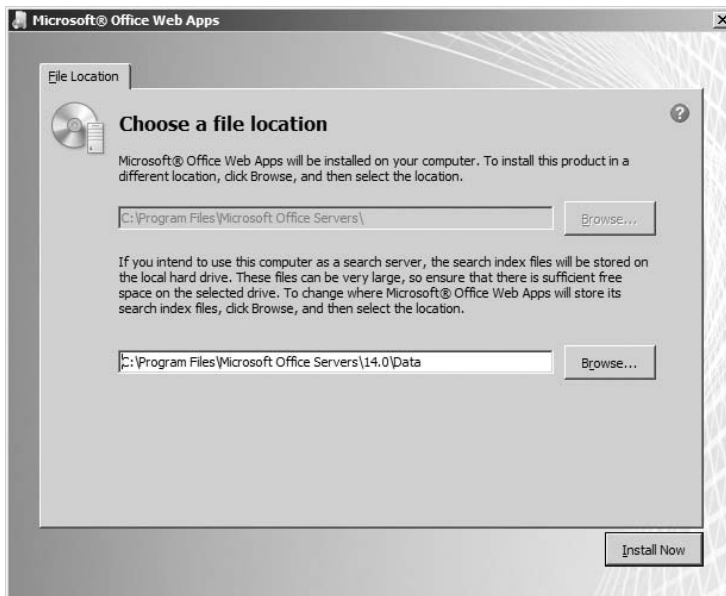 Microsoft® Office Web Apps
File Location
Choose a file location
Microsoft® Office Web Apps will be installed on your computer. To install this product in a
different location, click Browse, and then select the location.
C:\Program Files\Microsoft Office Servers\
Browse...
If you intend to use this computer as a search server, the search index files will be stored on
the local hard drive. These files can be very large, so ensure that there is sufficient free
space on the selected drive. To change where Microsoft® Office Web Apps will store its
search index files, click Browse, and then select the location.
C:\Program Files\Microsoft Office Servers\14.0\Data
Browse...
Install Now